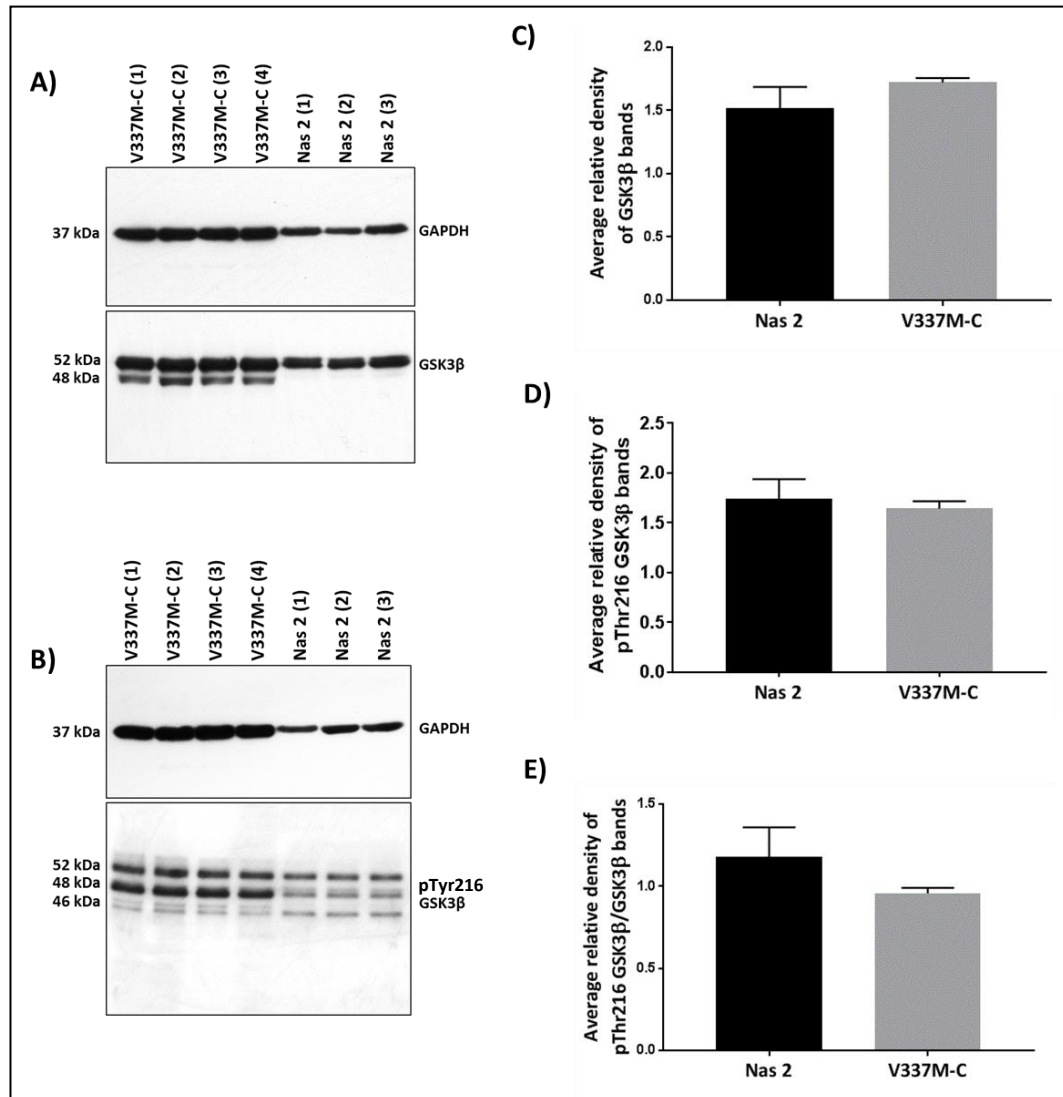 A)
V337M-C (1)
V337M-C (2)
V337M-C (3)
V337M-C (4)
Nas 2 (1)
Nas 2 (2)
Nas 2 (3)
37 kDa
GAPDH
52 kDa
48 kDa
GSK3β
B)
V337M-C (1)
V337M-C (2)
V337M-C (3)
V337M-C (4)
Nas 2 (1)
Nas 2 (2)
Nas 2 (3)
37 kDa
GAPDH
52 kDa
48 kDa
46 kDa
pTyr216
GSK3β
C)
Average relative density
of GSK3β bands
2.0
1.5
1.0
0.5
0.0
Nas 2
V337M-C
D)
Average relative density of
pThr216 GSK3β bands
2.5
2.0
1.5
1.0
0.5
0.0
Nas 2
V337M-C
E)
Average relative density of
pThr216 GSK3β/GSK3β bands
1.5
1.0
0.5
0.0
Nas 2
V337M-C